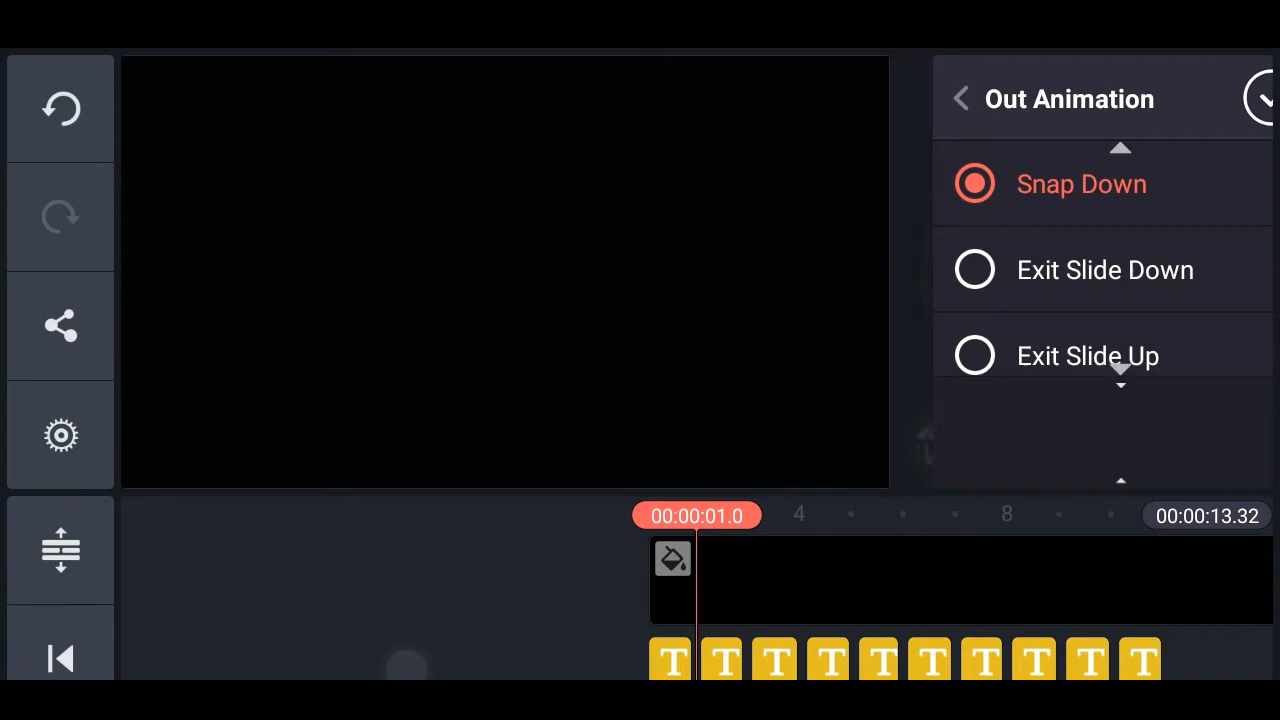 Out Animation
Snap Down
Exit Slide Down
Exit Slide Up
00:00:01.0
4
8
00:00:13.32
T T T T T T T T T T